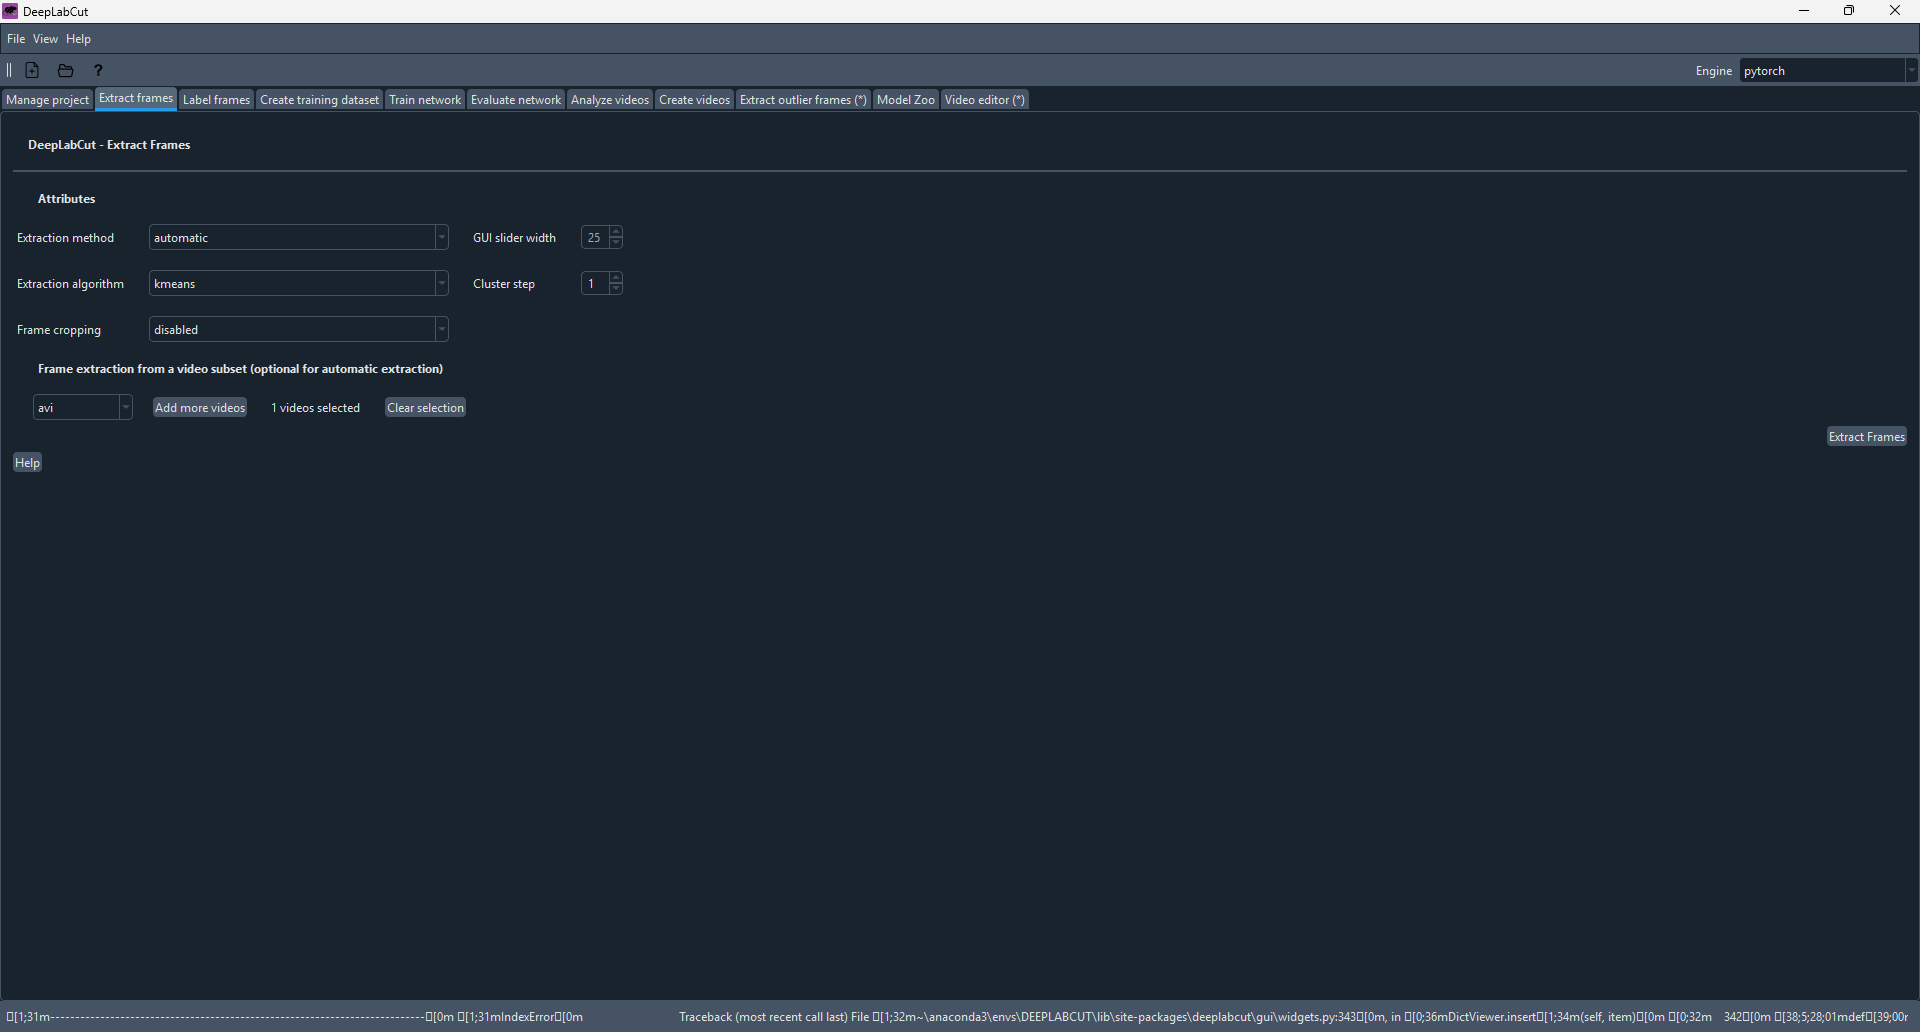 DeepLabCut
File View Help
? Engine pytorch
Manage project Extract frames Label frames Create training dataset Train network Evaluate network Analyze videos Create videos Extract outlier frames (*) Model Zoo Video editor (*)
DeepLabCut - Extract Frames
Attributes
Extraction method automatic GUI slider width 25
Extraction algorithm kmeans Cluster step 1
Frame cropping disabled
Frame extraction from a video subset (optional for automatic extraction)
avi Add more videos 1 videos selected Clear selection
Extract Frames
Help
□[1;31m---------------------------------------------------------------------------□[0m □[1;31mIndexError□[0m Traceback (most recent call last) File □[1;32m~\anaconda3\envs\DEEPLABCUT\lib\site-packages\deeplabcut\gui\widgets.py:343□[0m, in □[0;36mDictViewer.insert□[1;34m(self, item)□[0m □[0;32m 342□[0m □[38;5;28;01mdef□[39;00m